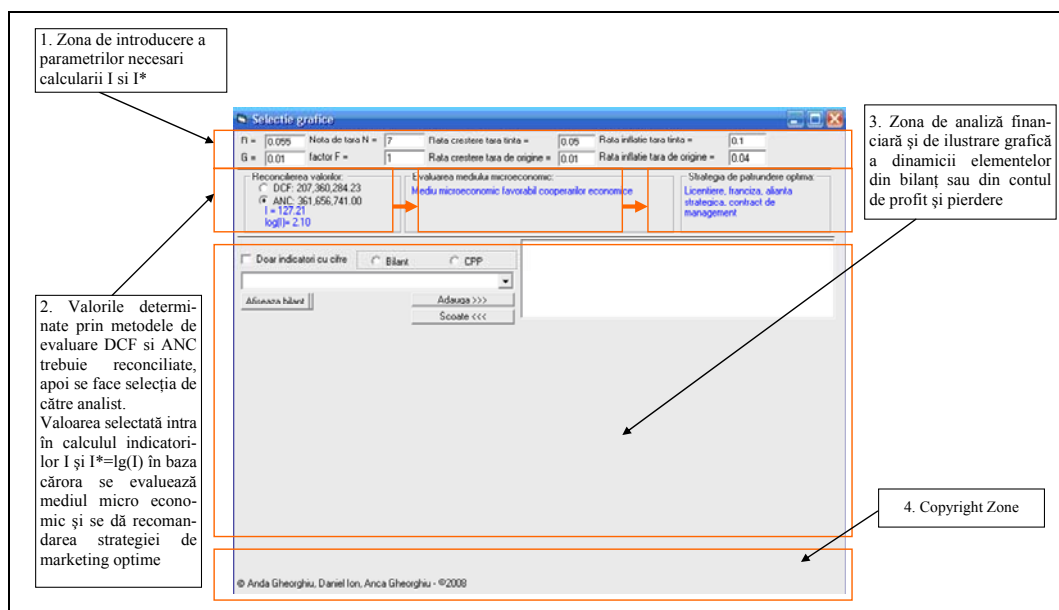 1. Zona de introducere a
parametrilor necesari
calcularii I si I*
Selectie grafice
R = 0.055 Nota de tara N = 7 Rata crestere tara tinta = 0.05 Rata inflatie tara tinta = 0.1
G = 0.01 factor F = 1 Rata crestere tara de origine = 0.01 Rata inflatie tara de origine = 0.04
Reconcilierea valorilor:
DCF: 207,360,284.23
ANC: 361,656,741.00
I = 127.21
log(I)= 2.10
Evaluarea mediului microeconomic:
Mediu microeconomic favorabil cooperarilor economice
Strategia de patrundere optima:
Licentiere, franciza, alianta
strategica, contract de
management
Doar indicatori cu cifre
Bilant
CPP
Afiseaza bilant
Adauga >>>
Scoate <<<
© Anda Gheorghiu, Daniel Ion, Anca Gheorghiu - ©2008
2. Valorile determi-
nate prin metodele de
evaluare DCF si ANC
trebuie reconciliate,
apoi se face selecția de
către analist.
Valoarea selectată intra
în calculul indicatori-
lor I şi I*=lg(I) în baza
cărora se evaluează
mediul micro econo-
mic şi se dă recoman-
darea strategiei de
marketing optime
3. Zona de analiză finan-
ciară şi de ilustrare grafică
a dinamicii elementelor
din bilanț sau din contul
de profit şi pierdere
4. Copyright Zone